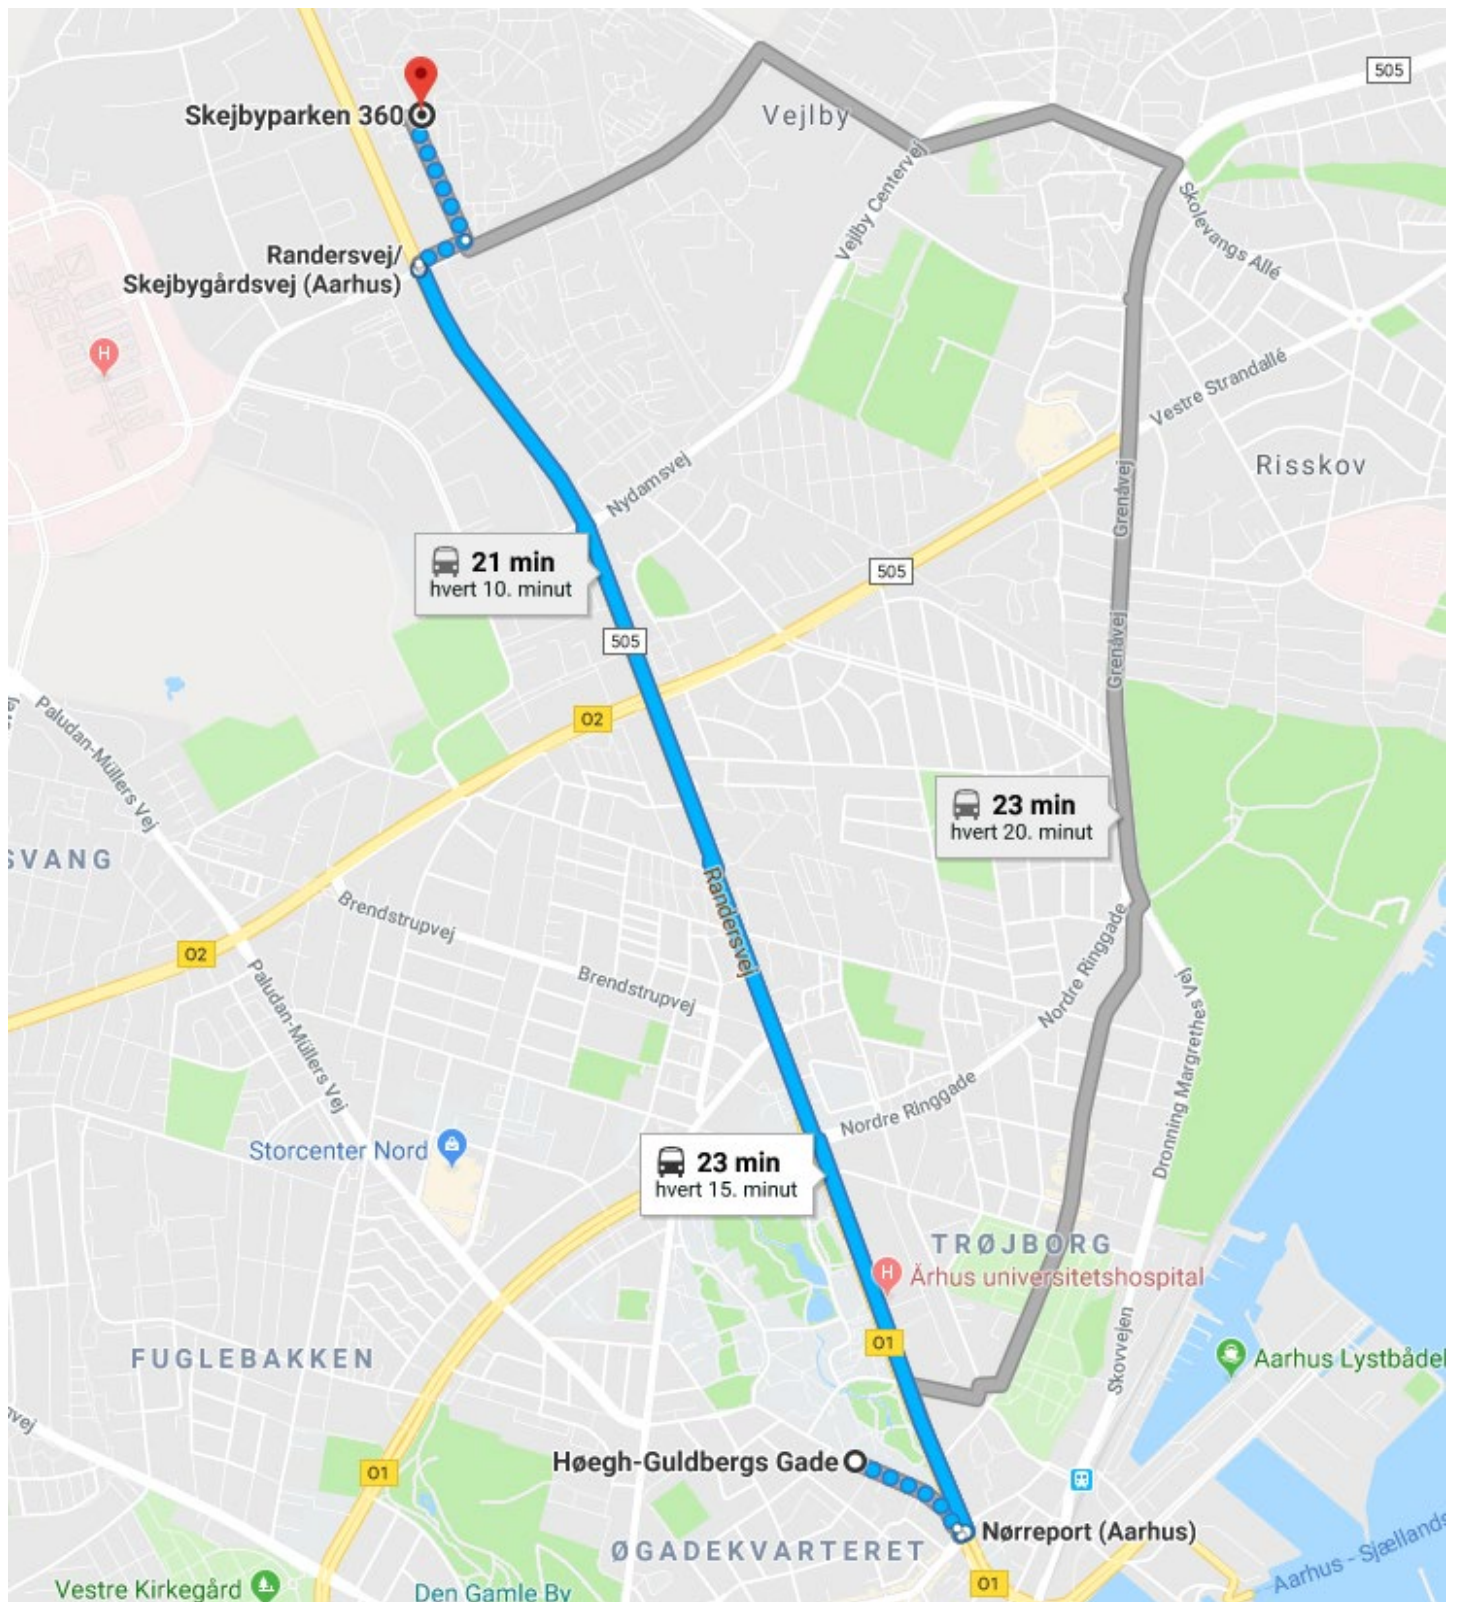 505
Vejlby
Skejbyparken 360
Vejlby Centervej
Skolevangs Allé
Randersvej/
Skejbygårdsvej (Aarhus)
H
Vestre Strandallé
Nydamsvej
Grenåvej
Risskov
21 min
hvert 10. minut
505
505
Grenåvej
Paludan-Müllers Vej
O2
23 min
hvert 20. minut
SVANG
Randersvej
Brendstrupvej
O2
Brendstrupvej
Nordre Ringgade
Paludan-Müllers Vej
Dronning Margrethes Vej
Nordre Ringgade
Storcenter Nord
23 min
hvert 15. minut
TRØJBORG
H
Århus universitetshospital
O1
FUGLEBAKKEN
Skovvejen
Aarhus Lystbåde
Høegh-Guldbergs Gade
O1
Nørreport (Aarhus)
ØGADEKVARTERET
Aarhus - Sjællands
O1
Vestre Kirkegård
Den Gamle By